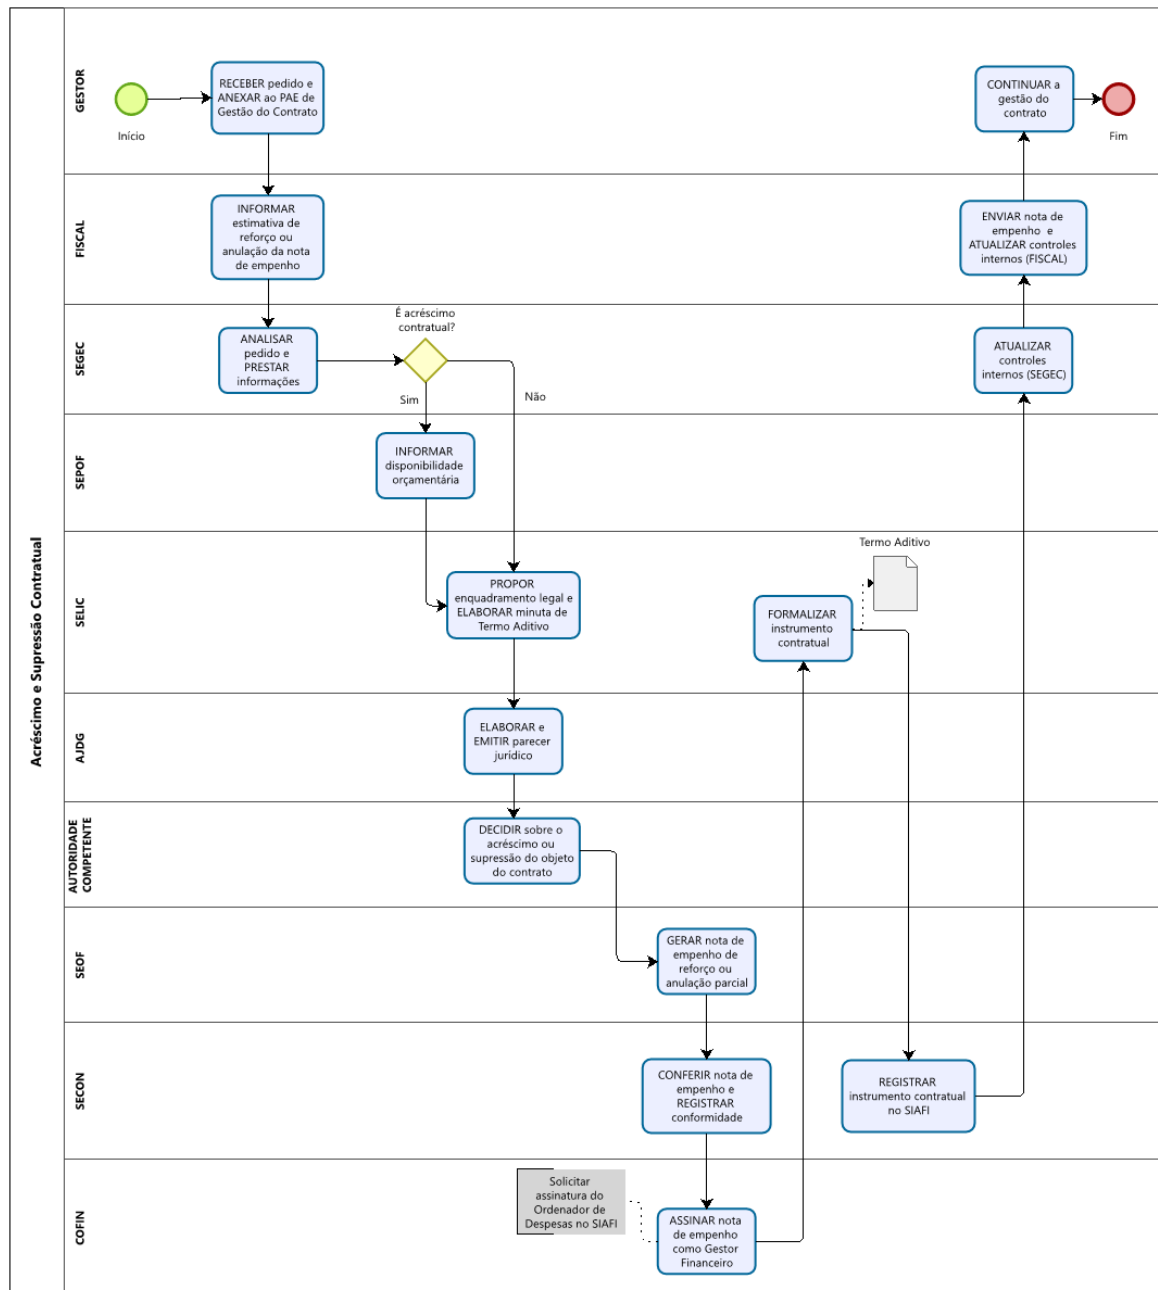 Acréscimo e Supressão Contratual
GESTOR
Início
RECEBER pedido e
ANEXAR ao PAE de
Gestão do Contrato
CONTINUAR a
gestão do
contrato
Fim
FISCAL
INFORMAR
estimativa de
reforço ou
anulação da nota
de empenho
ENVIAR nota de
empenho e
ATUALIZAR controles
internos (FISCAL)
SEGEC
ANALISAR
pedido e
PRESTAR
informações
É acréscimo
contratual?
Sim
Não
ATUALIZAR
controles
internos (SEGEC)
SEPOF
INFORMAR
disponibilidade
orçamentária
SELIC
PROPOR
enquadramento legal e
ELABORAR minuta de
Termo Aditivo
FORMALIZAR
instrumento
contratual
Termo Aditivo
AJDG
ELABORAR e
EMITIR parecer
jurídico
AUTORIDADE
COMPETENTE
DECIDIR sobre o
acréscimo ou
supressão do objeto
do contrato
SEOF
GERAR nota de
empenho de
reforço ou
anulação parcial
SECON
CONFERIR nota de
empenho e
REGISTRAR
conformidade
REGISTRAR
instrumento contratual
no SIAFI
COFIN
Solicitar
assinatura do
Ordenador de
Despesas no SIAFI
ASSINAR nota
de empenho
como Gestor
Financeiro